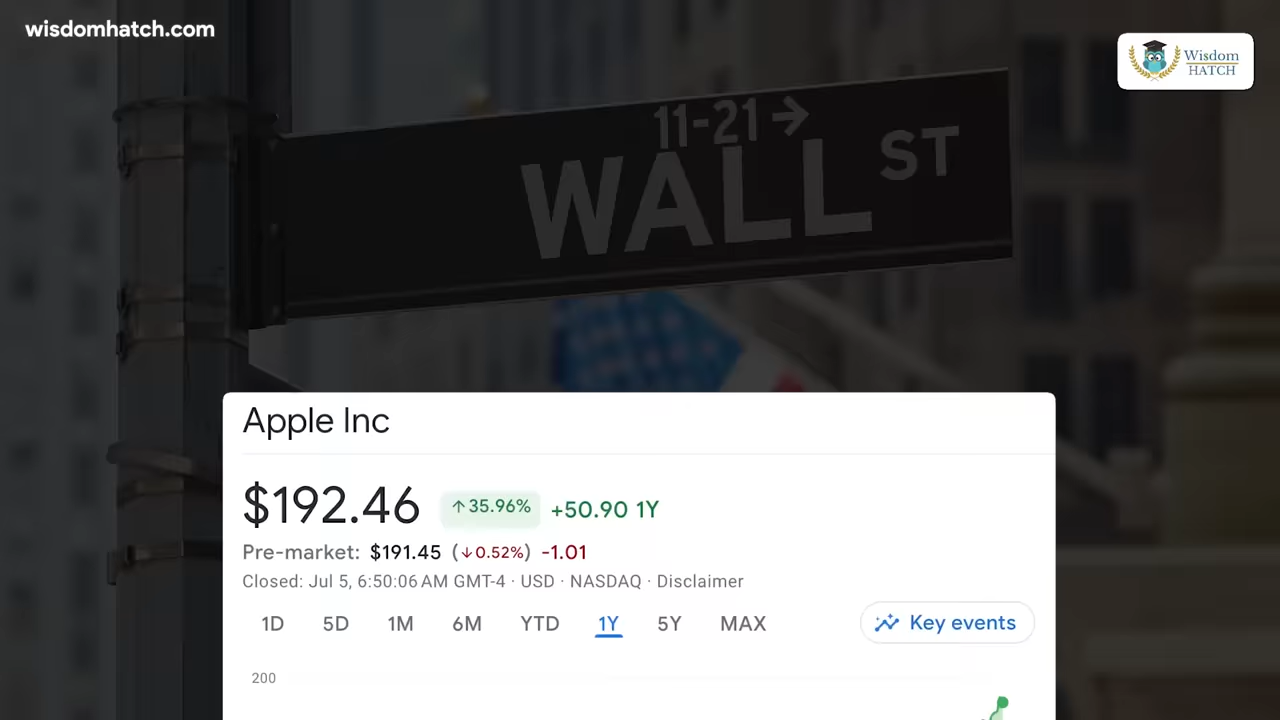 wisdomhatch.com
Wisdom
HATCH
11-21 →
WALL ST
Apple Inc
$192.46 ↑35.96% +50.90 1Y
Pre-market: $191.45 (↓0.52%) -1.01
Closed: Jul 5, 6:50:06 AM GMT-4 · USD · NASDAQ · Disclaimer
1D 5D 1M 6M YTD 1Y 5Y MAX Key events
200